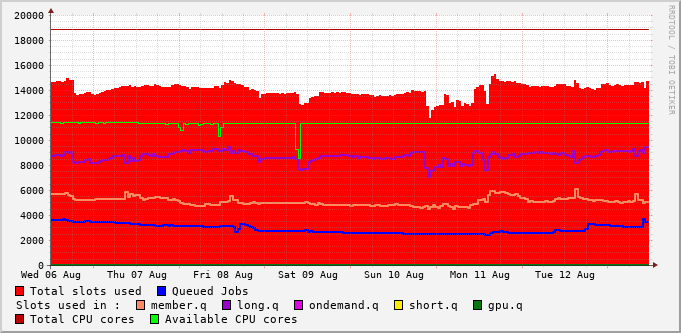 20000
18000
16000
14000
12000
10000
8000
6000
4000
2000
0
Wed 06 Aug Thu 07 Aug Fri 08 Aug Sat 09 Aug Sun 10 Aug Mon 11 Aug Tue 12 Aug
Total slots used Queued Jobs
Slots used in : member.q long.q ondemand.q short.q gpu.q
Total CPU cores Available CPU cores
RRDTOOL / TOBI OETIKER